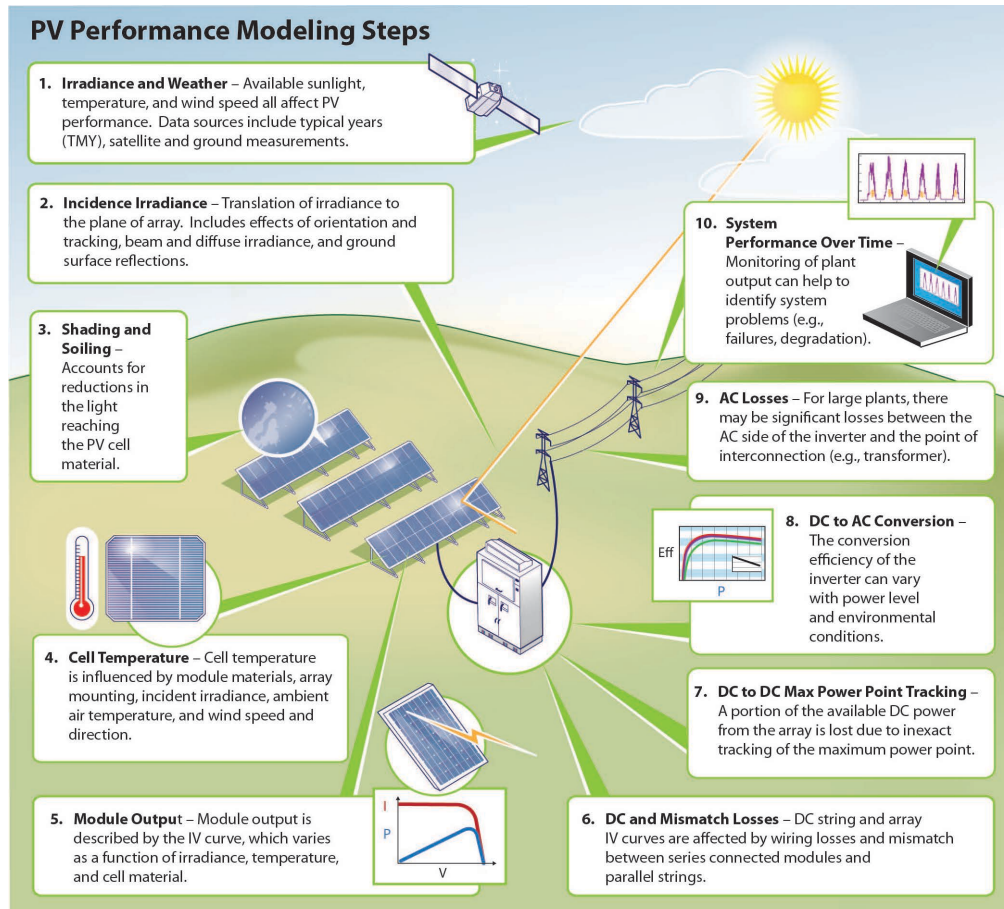 PV Performance Modeling Steps
1. Irradiance and Weather – Available sunlight,
temperature, and wind speed all affect PV
performance. Data sources include typical years
(TMY), satellite and ground measurements.
2. Incidence Irradiance – Translation of irradiance to
the plane of array. Includes effects of orientation and
tracking, beam and diffuse irradiance, and ground
surface reflections.
3. Shading and
Soiling –
Accounts for
reductions in
the light
reaching
the PV cell
material.
4. Cell Temperature – Cell temperature
is influenced by module materials, array
mounting, incident irradiance, ambient
air temperature, and wind speed and
direction.
5. Module Output – Module output is
described by the IV curve, which varies
as a function of irradiance, temperature,
and cell material.
I
P
V
6. DC and Mismatch Losses – DC string and array
IV curves are affected by wiring losses and mismatch
between series connected modules and
parallel strings.
7. DC to DC Max Power Point Tracking –
A portion of the available DC power
from the array is lost due to inexact
tracking of the maximum power point.
8. DC to AC Conversion –
The conversion
efficiency of the
inverter can vary
with power level
and environmental
conditions.
Eff
P
9. AC Losses – For large plants, there
may be significant losses between the
AC side of the inverter and the point of
interconnection (e.g., transformer).
10. System
Performance Over Time –
Monitoring of plant
output can help to
identify system
problems (e.g.,
failures, degradation).